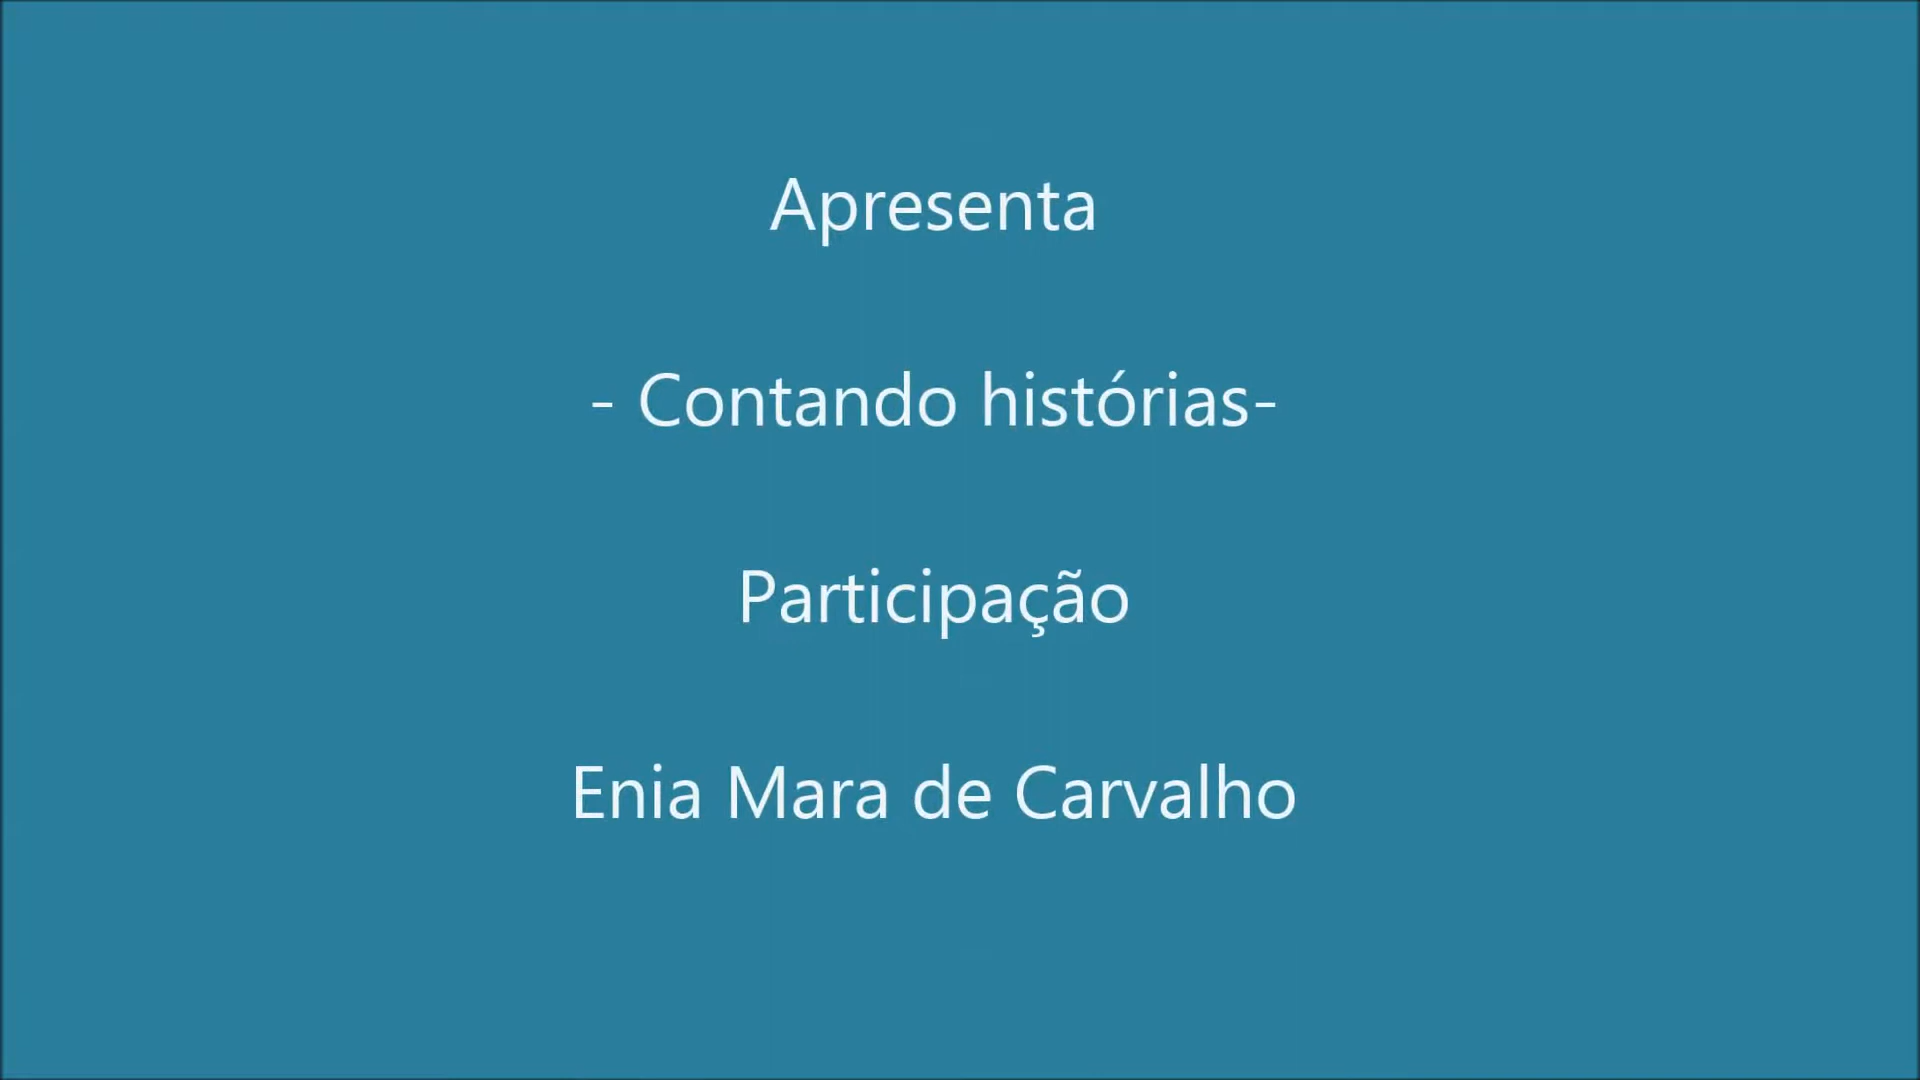 Apresenta
- Contando histórias-
Participação
Enia Mara de Carvalho